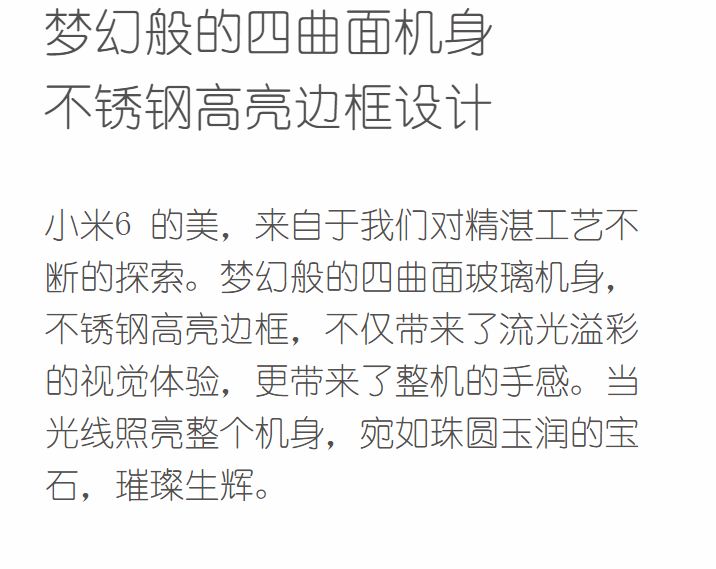 梦幻般的四曲面机身
不锈钢高亮边框设计
小米6 的美，来自于我们对精湛工艺不
断的探索。梦幻般的四曲面玻璃机身，
不锈钢高亮边框，不仅带来了流光溢彩
的视觉体验，更带来了整机的手感。当
光线照亮整个机身，宛如珠圆玉润的宝
石，璀璨生辉。